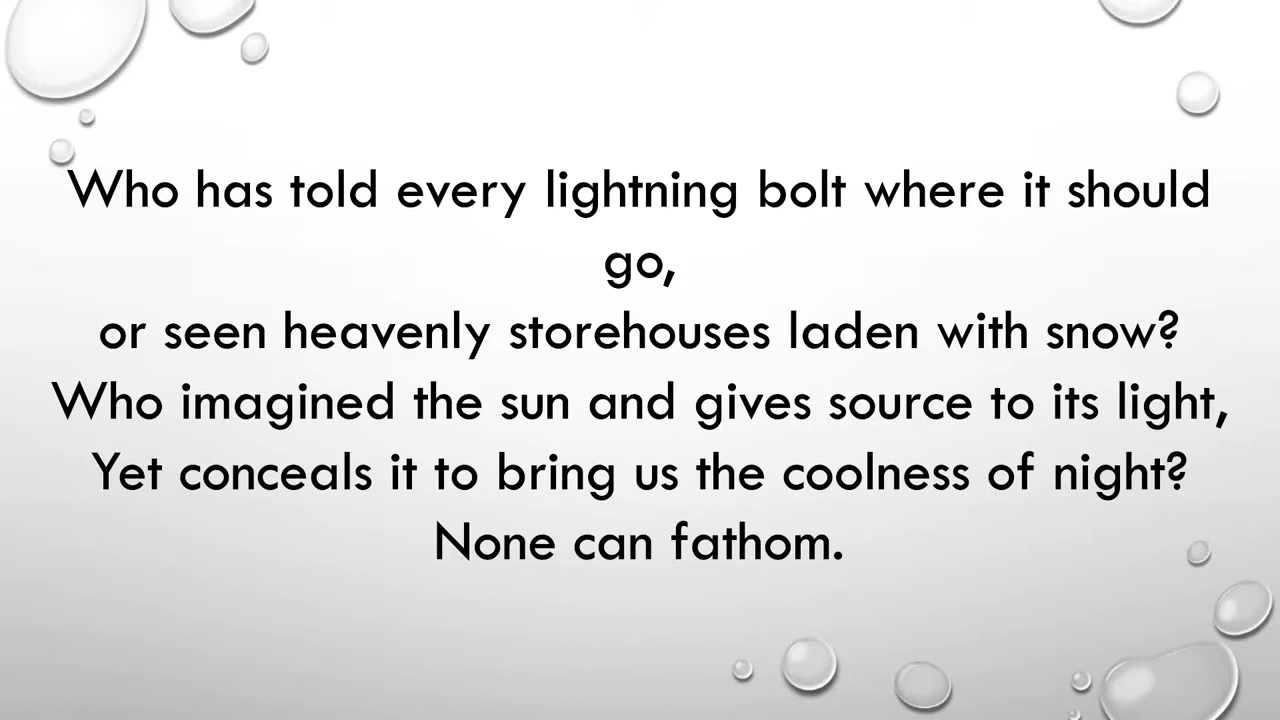 Who has told every lightning bolt where it should
go,
or seen heavenly storehouses laden with snow?
Who imagined the sun and gives source to its light,
Yet conceals it to bring us the coolness of night?
None can fathom.